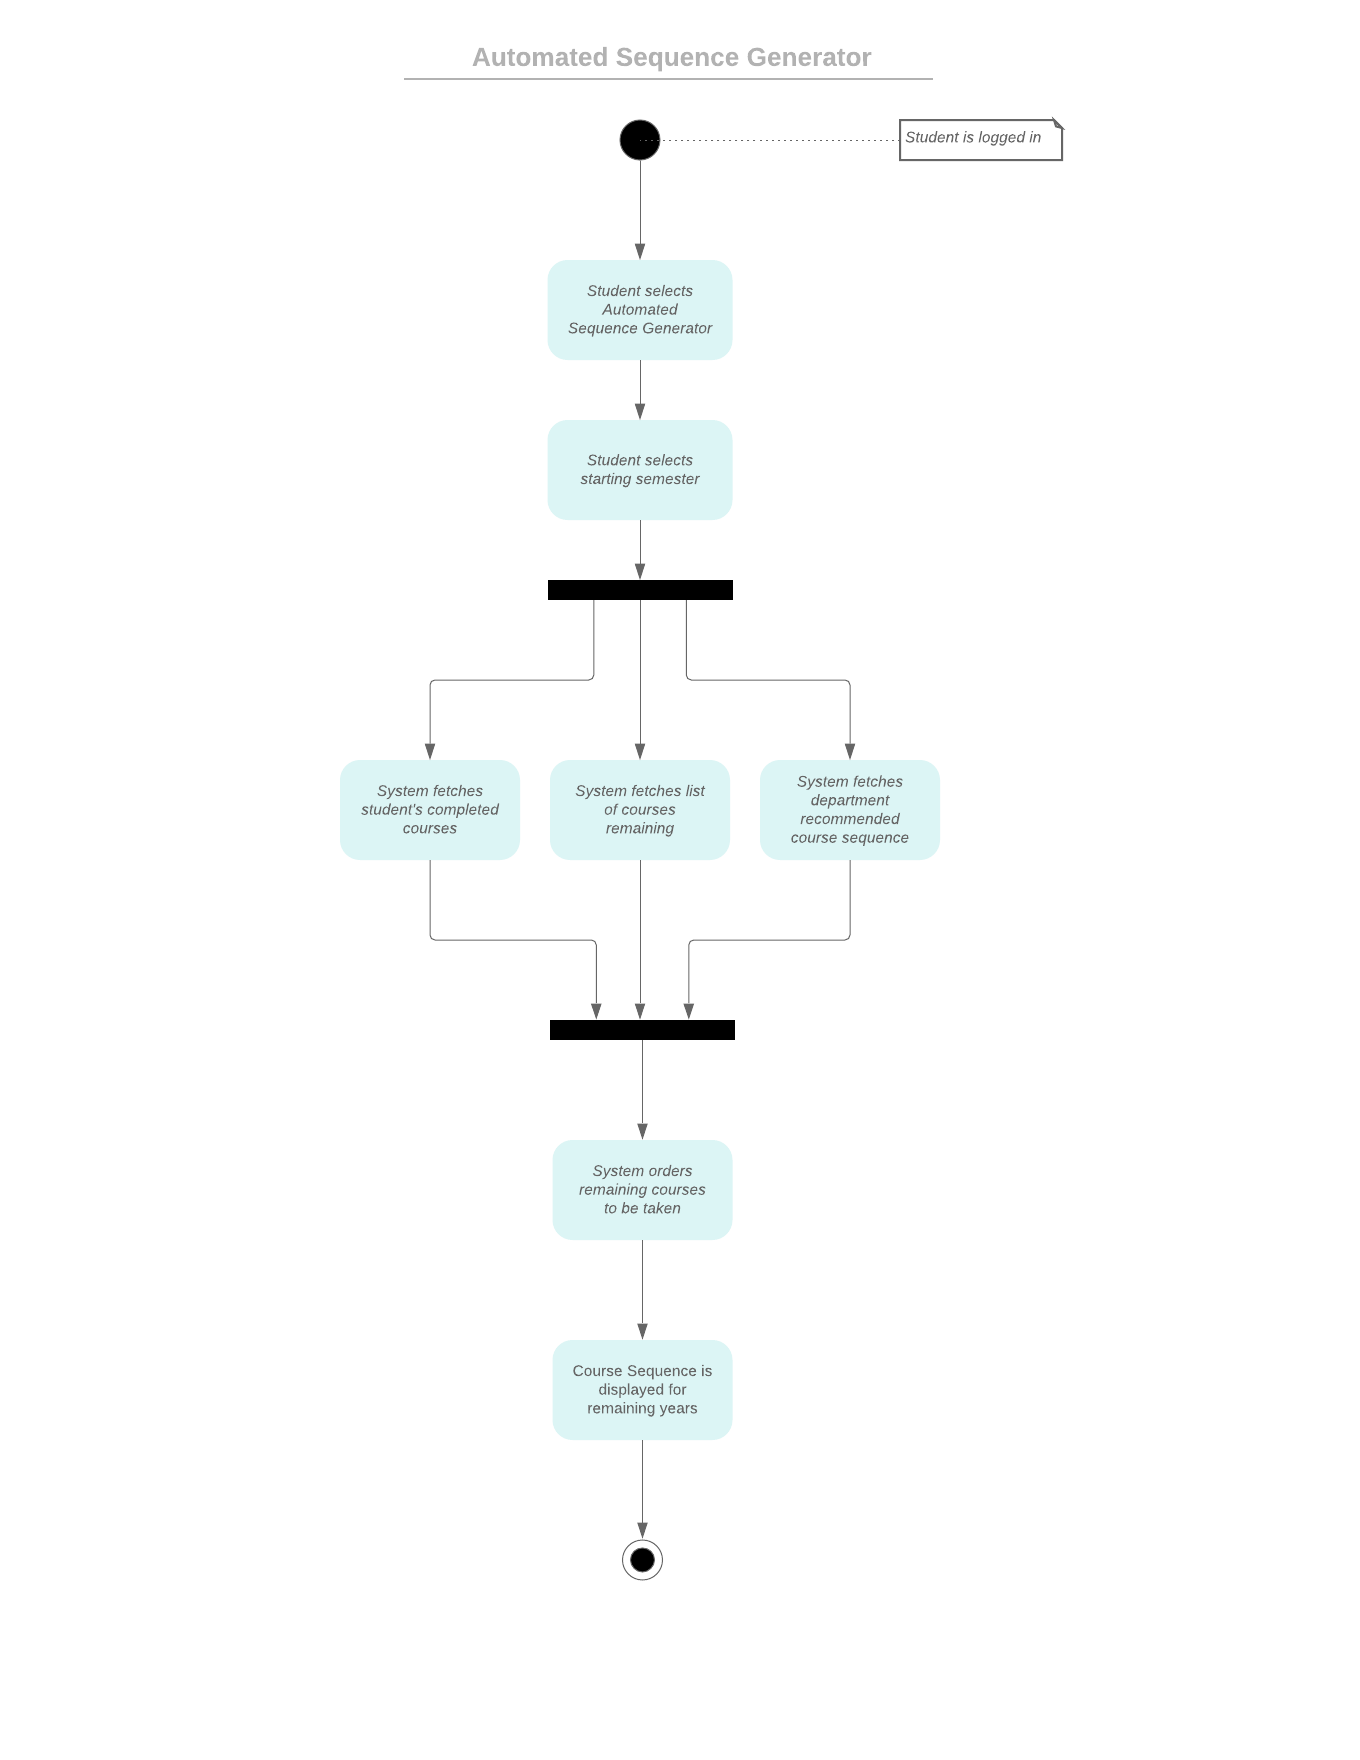 Automated Sequence Generator
Student is logged in
Student selects
Automated
Sequence Generator
Student selects
starting semester
System fetches
student's completed
courses
System fetches list
of courses
remaining
System fetches
department
recommended
course sequence
System orders
remaining courses
to be taken
Course Sequence is
displayed for
remaining years